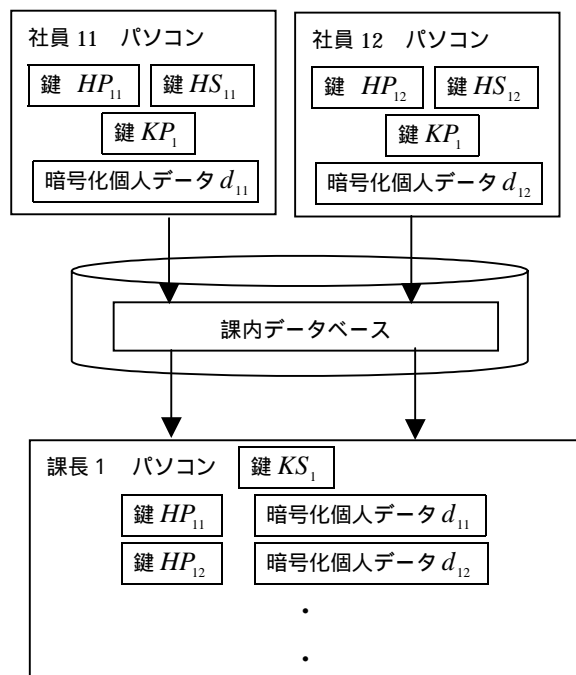 社員 11 パソコン
鍵 HP₁₁ 鍵 HS₁₁
鍵 KP₁
暗号化個人データ d₁₁
社員 12 パソコン
鍵 HP₁₂ 鍵 HS₁₂
鍵 KP₁
暗号化個人データ d₁₂
課内データベース
課長 1 パソコン 鍵 KS₁
鍵 HP₁₁ 暗号化個人データ d₁₁
鍵 HP₁₂ 暗号化個人データ d₁₂
・
・